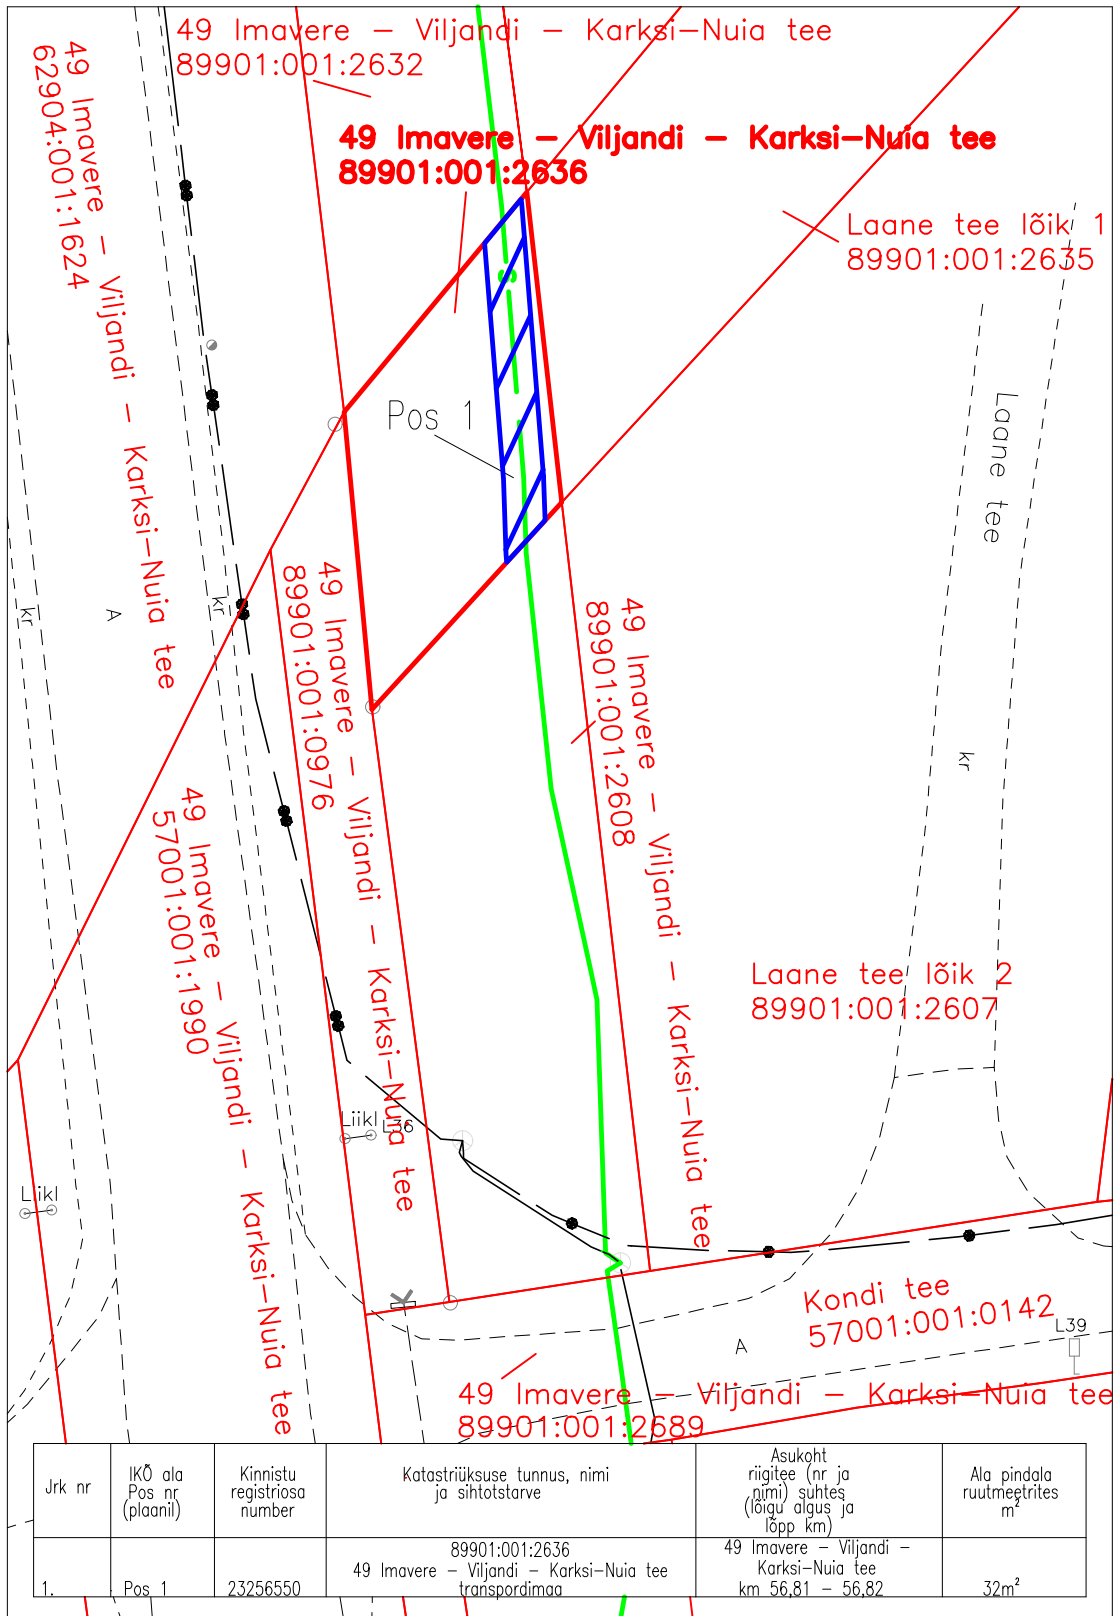 49 Imavere – Viljandi – Karksi–Nuia tee
89901:001:2632
49 Imavere – Viljandi – Karksi–Nuia tee
62904:001:1624
49 Imavere – Viljandi – Karksi–Nuia tee
89901:001:2636
Laane tee lõik 1
89901:001:2635
Pos 1
Laane tee
kr
A
kr
49 Imavere – Viljandi – Karksi–Nuia tee
89901:001:0976
49 Imavere – Viljandi – Karksi–Nuia tee
89901:001:2608
kr
49 Imavere – Viljandi – Karksi–Nuia tee
57001:001:1990
Laane tee lõik 2
89901:001:2607
Liikl
L36
Liikl
Kondi tee
57001:001:0142
L39
A
49 Imavere – Viljandi – Karksi–Nuia tee
89901:001:2689
Jrk nr
IKÕ ala
Pos nr
(plaanil)
Kinnistu
registriosa
number
Katastriüksuse tunnus, nimi
ja sihtotstarve
Asukoht
riigitee (nr ja
nimi) suhtes
(lõigu algus ja
lõpp km)
Ala pindala
ruutmeetrites
m²
1.
Pos 1
23256550
89901:001:2636
49 Imavere – Viljandi – Karksi–Nuia tee
transpordimaa
49 Imavere – Viljandi –
Karksi–Nuia tee
km 56,81 – 56,82
32m²